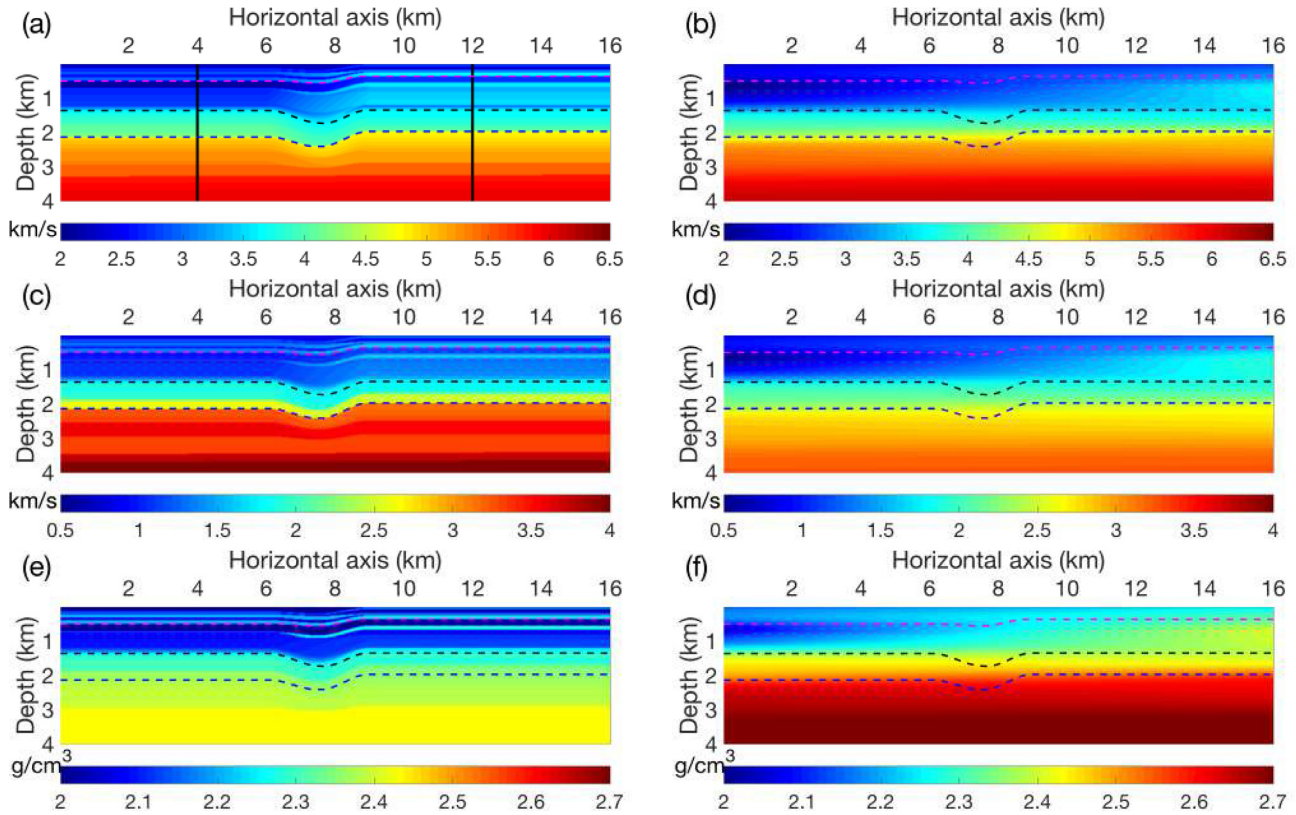 (a)
Horizontal axis (km)
2 4 6 8 10 12 14 16
Depth (km)
1
2
3
4
km/s
2 2.5 3 3.5 4 4.5 5 5.5 6 6.5
(b)
Horizontal axis (km)
2 4 6 8 10 12 14 16
Depth (km)
1
2
3
4
km/s
2 2.5 3 3.5 4 4.5 5 5.5 6 6.5
(c)
Horizontal axis (km)
2 4 6 8 10 12 14 16
Depth (km)
1
2
3
4
km/s
0.5 1 1.5 2 2.5 3 3.5 4
(d)
Horizontal axis (km)
2 4 6 8 10 12 14 16
Depth (km)
1
2
3
4
km/s
0.5 1 1.5 2 2.5 3 3.5 4
(e)
Horizontal axis (km)
2 4 6 8 10 12 14 16
Depth (km)
1
2
3
4
g/cm³
2 2.1 2.2 2.3 2.4 2.5 2.6 2.7
(f)
Horizontal axis (km)
2 4 6 8 10 12 14 16
Depth (km)
1
2
3
4
g/cm³
2 2.1 2.2 2.3 2.4 2.5 2.6 2.7